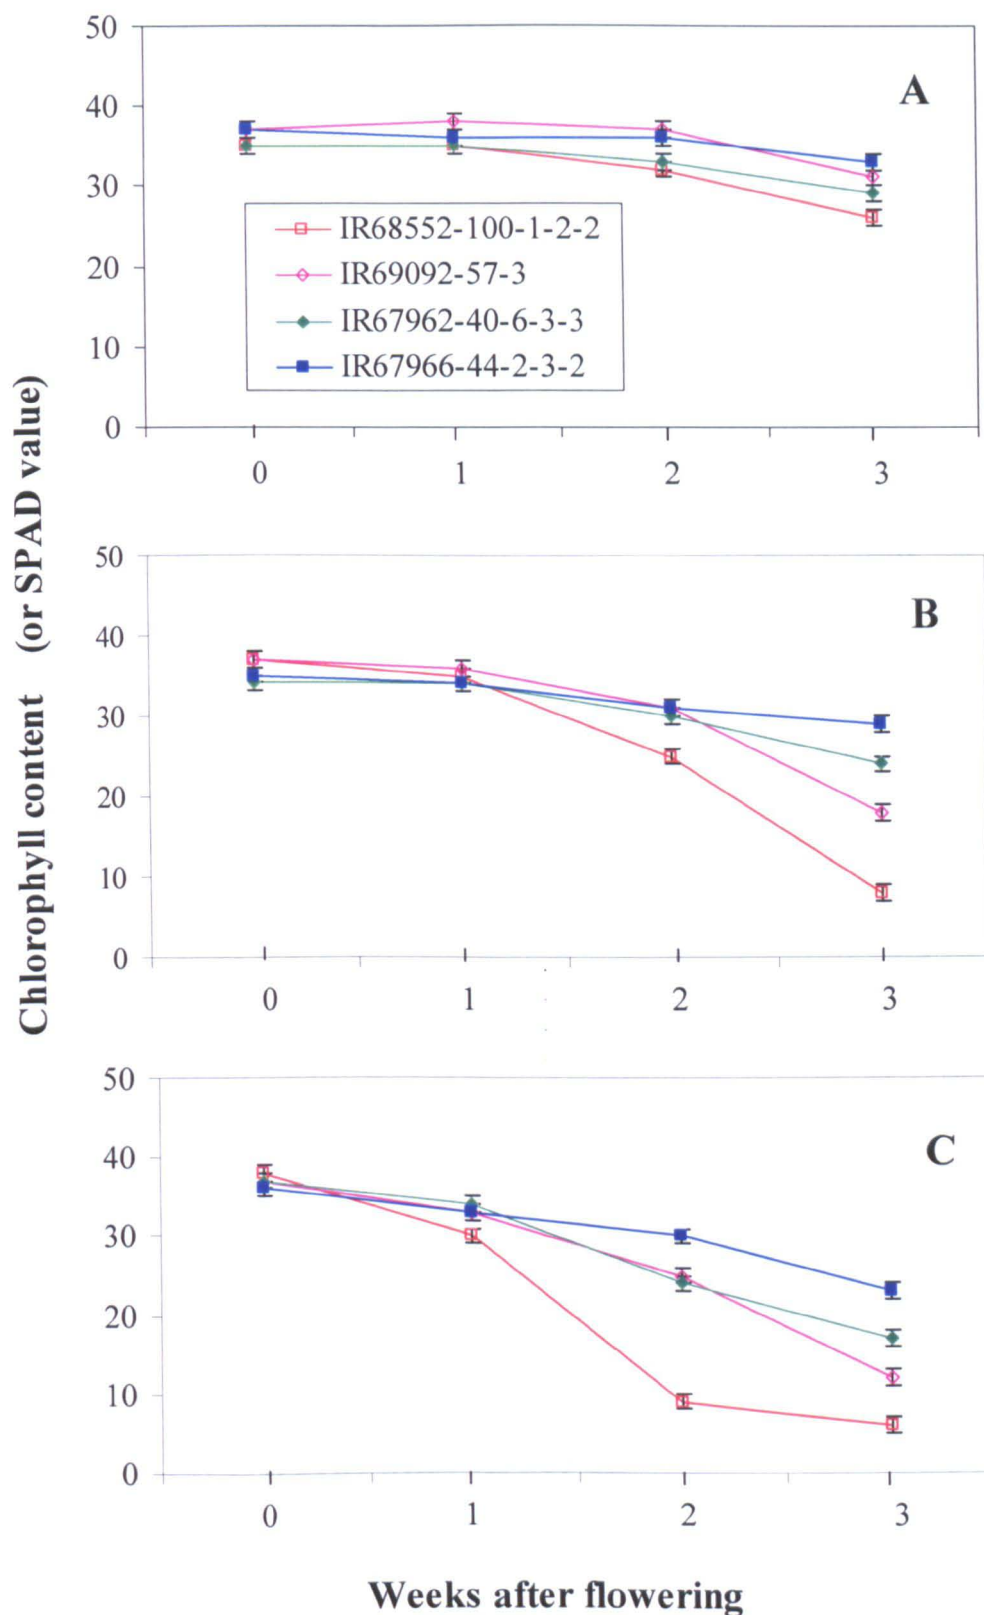 50
A
40
30
20
10
0
IR68552-100-1-2-2
IR69092-57-3
IR67962-40-6-3-3
IR67966-44-2-3-2
0 1 2 3
Chlorophyll content (or SPAD value)
50
B
40
30
20
10
0
0 1 2 3
50
C
40
30
20
10
0
0 1 2 3
Weeks after flowering